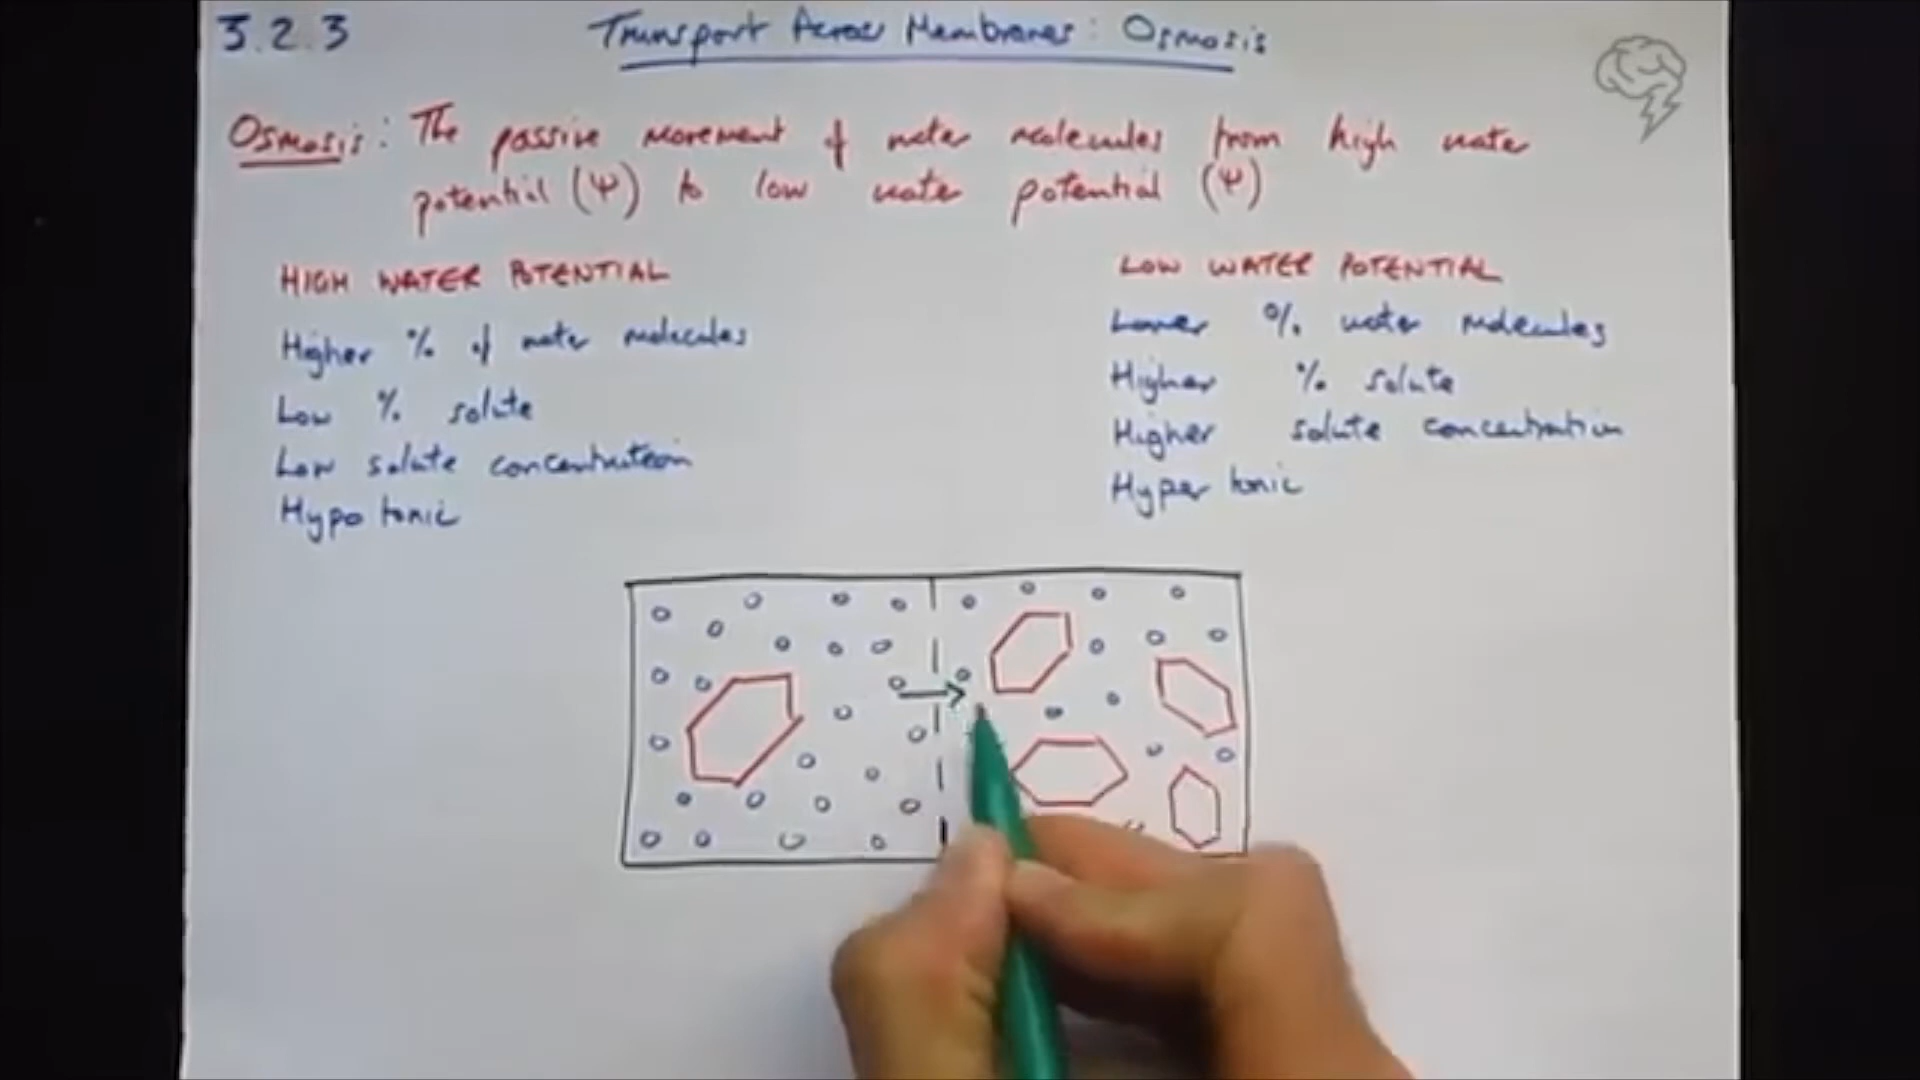 3.2.3
Transport Across Membranes: Osmosis
Osmosis: The passive movement of water molecules from high water
potential (Ψ) to low water potential (Ψ)
HIGH WATER POTENTIAL
Higher % of water molecules
Low % solute
Low solute concentration
Hypotonic
LOW WATER POTENTIAL
Lower % water molecules
Higher % solute
Higher solute concentration
Hypertonic